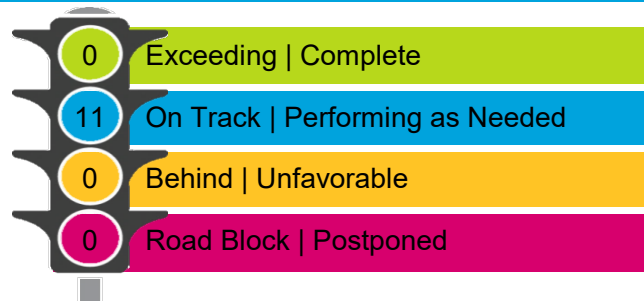 0 Exceeding | Complete
11 On Track | Performing as Needed
0 Behind | Unfavorable
0 Road Block | Postponed